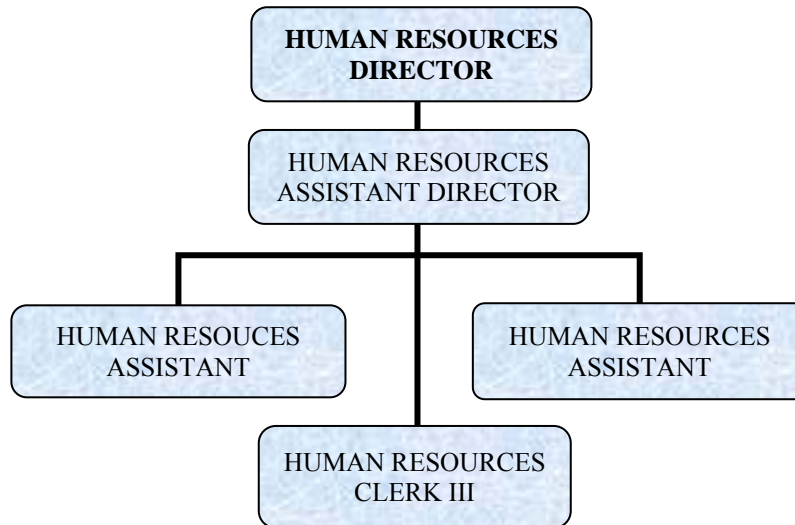 HUMAN RESOURCES
DIRECTOR
HUMAN RESOURCES
ASSISTANT DIRECTOR
HUMAN RESOUCES
ASSISTANT
HUMAN RESOURCES
ASSISTANT
HUMAN RESOURCES
CLERK III